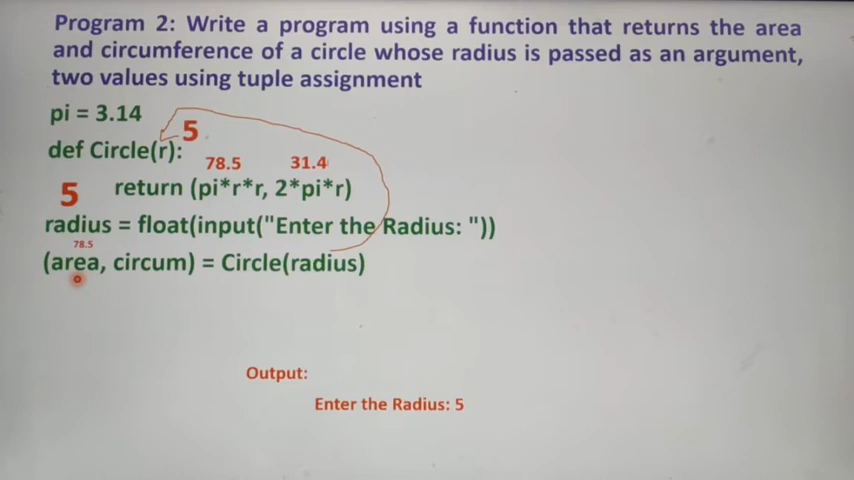 Program 2: Write a program using a function that returns the area
and circumference of a circle whose radius is passed as an argument,
two values using tuple assignment
pi = 3.14
5
def Circle(r):
78.5 31.4
5 return (pi*r*r, 2*pi*r)
radius = float(input("Enter the Radius: "))
78.5
(area, circum) = Circle(radius)
Output:
Enter the Radius: 5